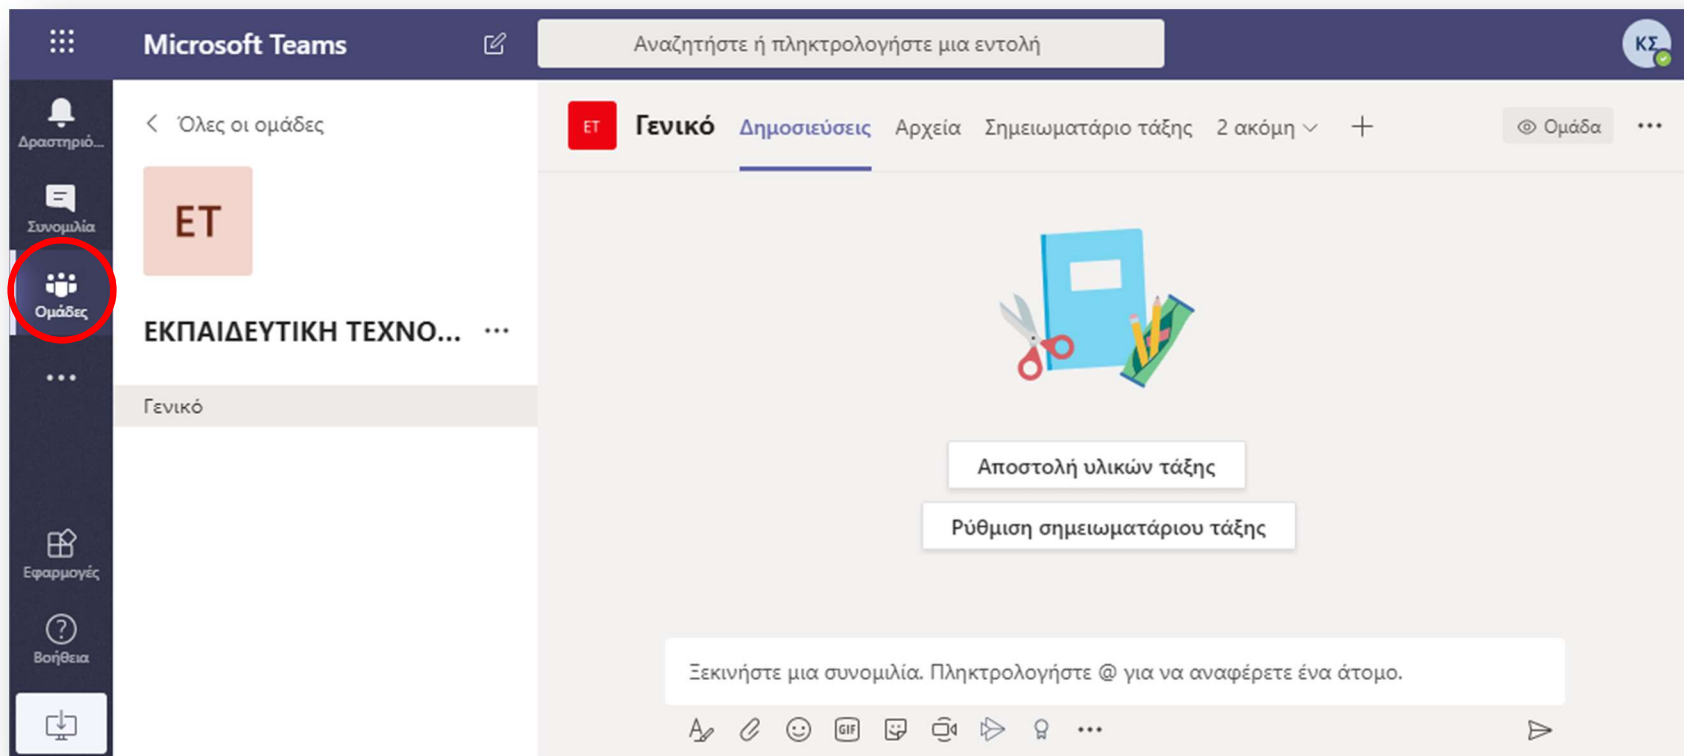 Microsoft Teams
Αναζητήστε ή πληκτρολογήστε μια εντολή
ΚΣ
Δραστηριό...
Συνομιλία
Ομάδες
Εφαρμογές
Βοήθεια
Όλες οι ομάδες
ET
ΕΚΠΑΙΔΕΥΤΙΚΗ ΤΕΧΝΟ...
Γενικό
ET Γενικό Δημοσιεύσεις Αρχεία Σημειωματάριο τάξης 2 ακόμη Ομάδα
Αποστολή υλικών τάξης
Ρύθμιση σημειωματάριου τάξης
Ξεκινήστε μια συνομιλία. Πληκτρολογήστε @ για να αναφέρετε ένα άτομο.
GIF